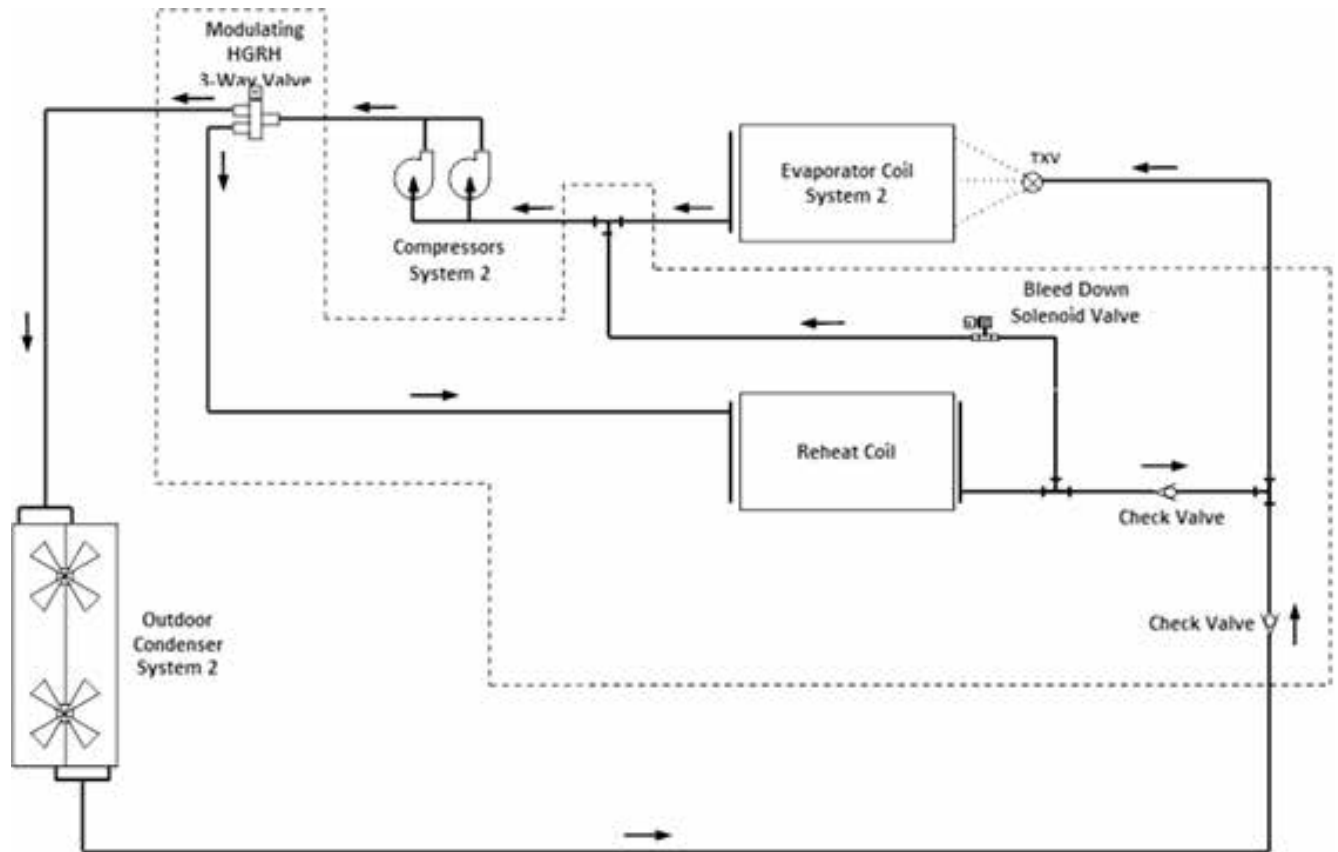 Modulating
HGRH
3-Way Valve
TXV
Evaporator Coil
System 2
Compressors
System 2
Bleed Down
Solenoid Valve
Reheat Coil
Check Valve
Outdoor
Condenser
System 2
Check Valve